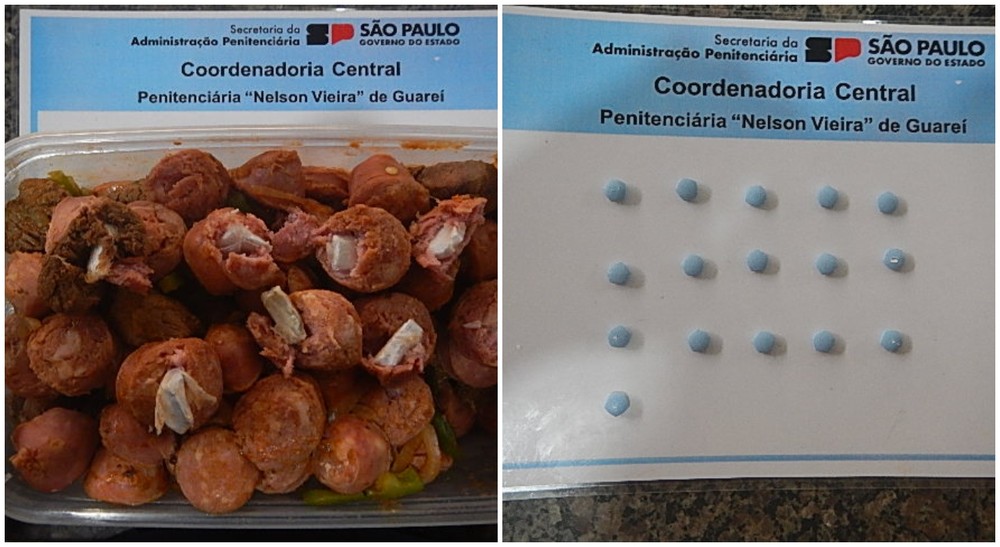 Secretaria da
Administração Penitenciária
SÃO PAULO
GOVERNO DO ESTADO
Coordenadoria Central
Penitenciária “Nelson Vieira” de Guareí
Secretaria da
Administração Penitenciária
SP
SÃO PAULO
GOVERNO DO ESTADO
Coordenadoria Central
Penitenciária “Nelson Vieira” de Guareí